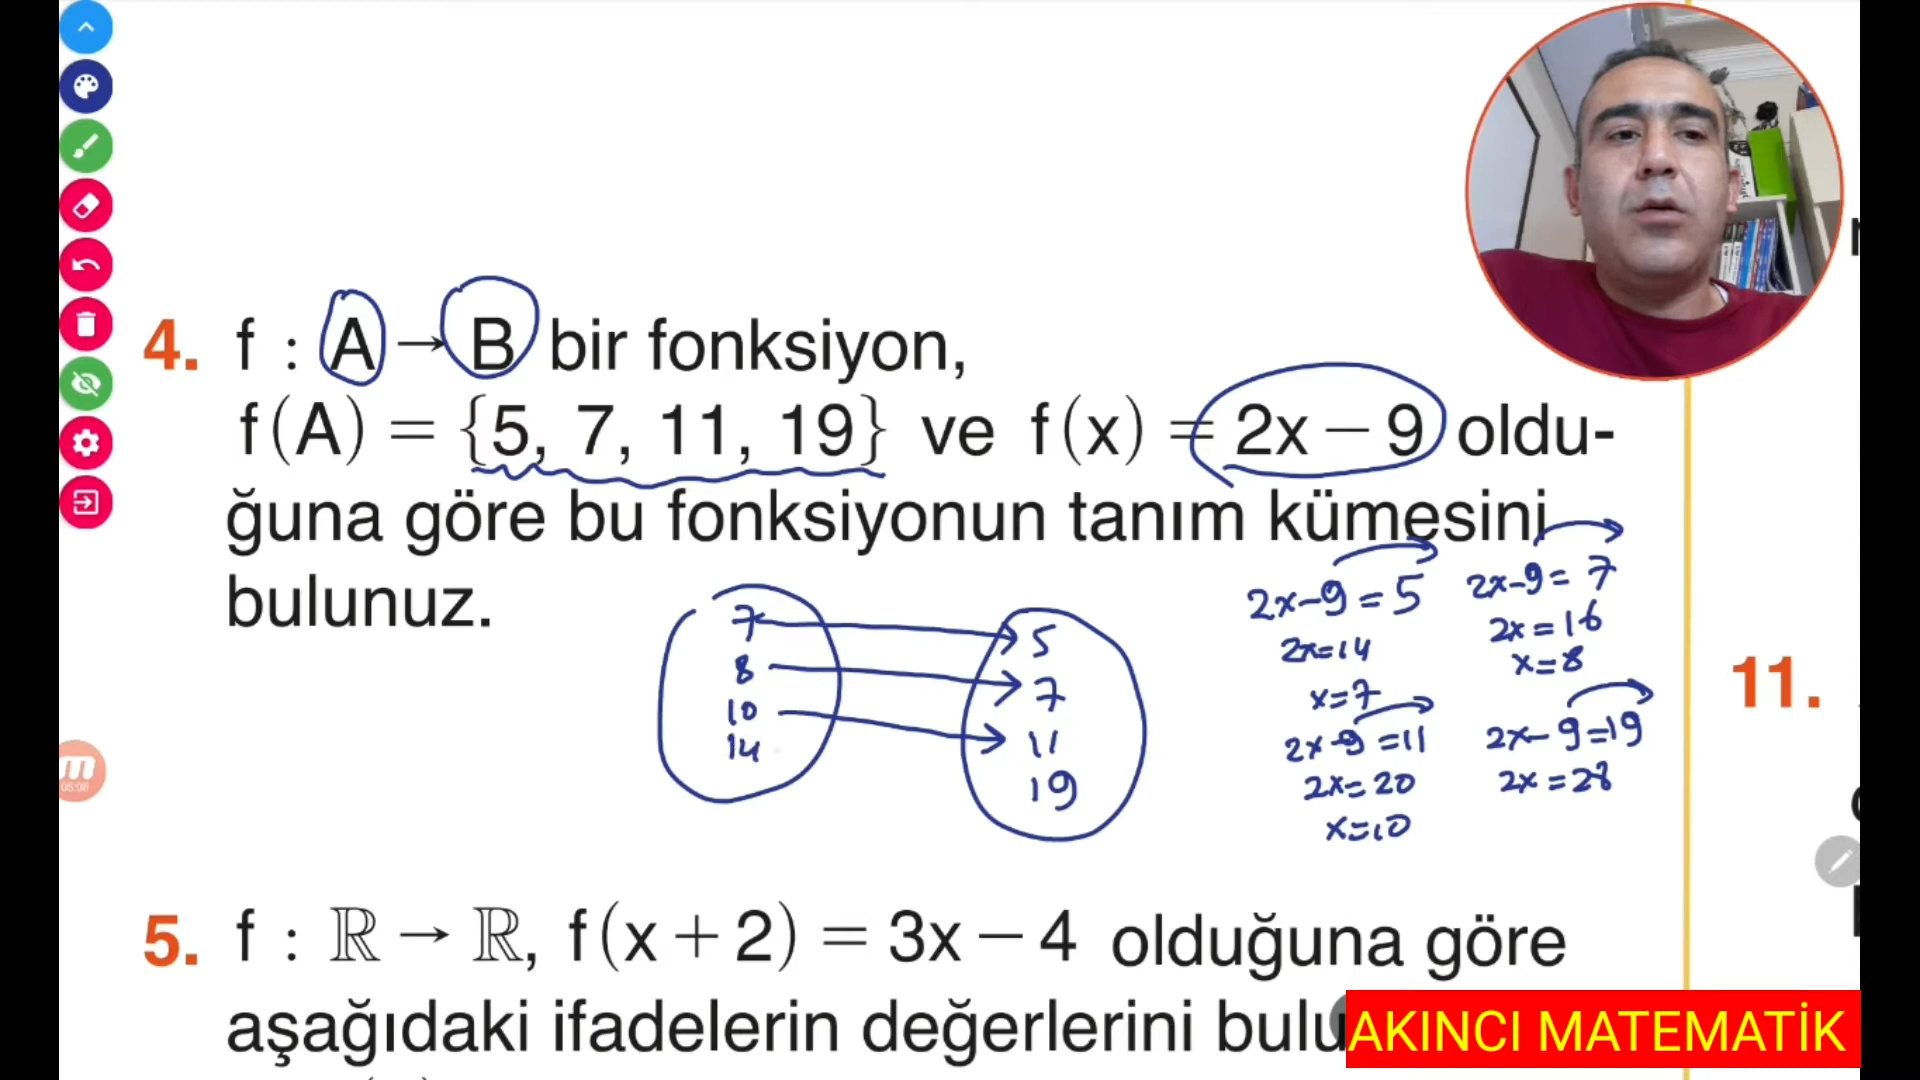 4. f : A → B bir fonksiyon,
f(A) = {5, 7, 11, 19} ve f(x) = 2x − 9 oldu-
ğuna göre bu fonksiyonun tanım kümesini
bulunuz.
7
8
10
14
5
7
11
19
2x-9=5
2x=14
x=7
2x-9=7
2x=16
x=8
2x-9=11
2x=20
x=10
2x-9=19
2x=28
11.
5. f : ℝ → ℝ, f(x + 2) = 3x − 4 olduğuna göre
aşağıdaki ifadelerin değerlerini bulu
AKINCI MATEMATİK
m
05:06